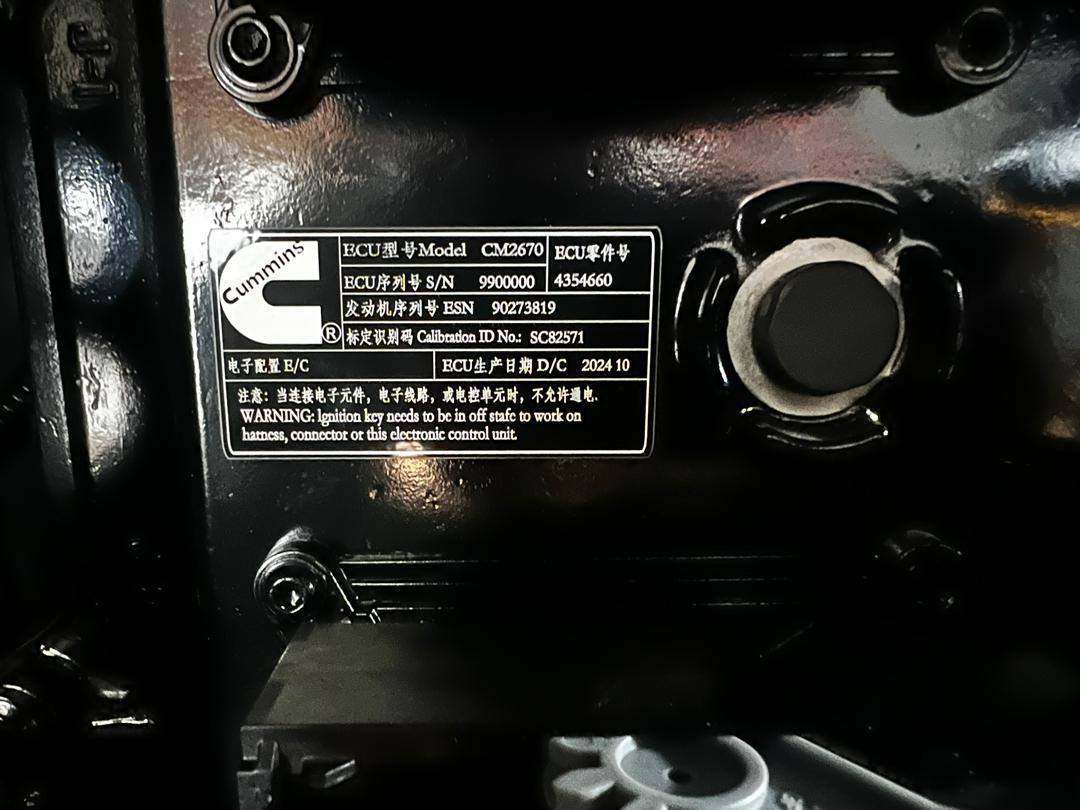 Cummins
®
ECU型号Model CM2670
ECU零件号
4354660
ECU序列号 S/N 9900000
发动机序列号 ESN 90273819
标定识别码 Calibration ID No.: SC82571
电子配置 E/C
ECU生产日期 D/C 2024 10
注意：当连接电子元件，电子线路，或电控单元时，不允许通电.
WARNING: lgnition key needs to be in off stafc to work on
harness, connector or this electronic control unit.